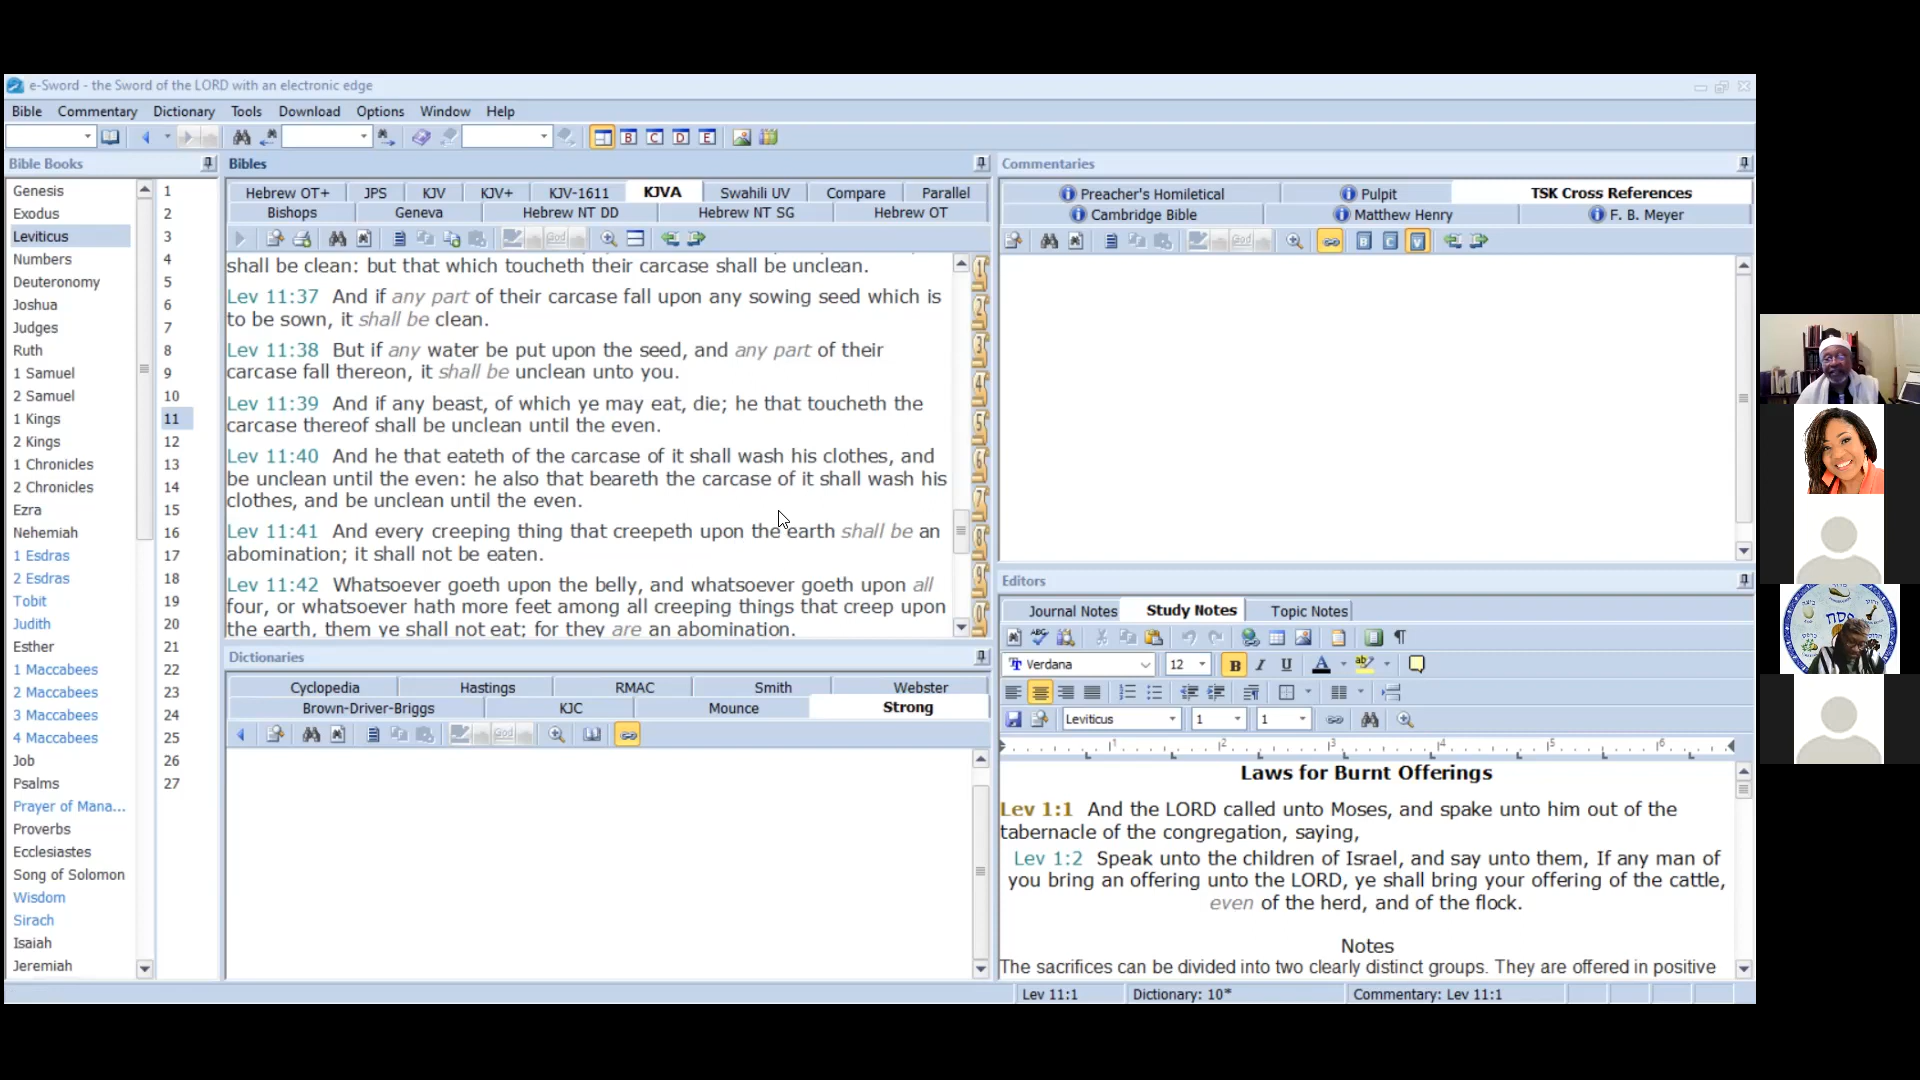 e-Sword - the Sword of the LORD with an electronic edge
Bible Commentary Dictionary Tools Download Options Window Help
B C D E
Bible Books
Genesis
Exodus
Leviticus
Numbers
Deuteronomy
Joshua
Judges
Ruth
1 Samuel
2 Samuel
1 Kings
2 Kings
1 Chronicles
2 Chronicles
Ezra
Nehemiah
1 Esdras
2 Esdras
Tobit
Judith
Esther
1 Maccabees
2 Maccabees
3 Maccabees
4 Maccabees
Job
Psalms
Prayer of Mana...
Proverbs
Ecclesiastes
Song of Solomon
Wisdom
Sirach
Isaiah
Jeremiah
1
2
3
4
5
6
7
8
9
10
11
12
13
14
15
16
17
18
19
20
21
22
23
24
25
26
27
Bibles
Hebrew OT+ JPS KJV KJV+ KJV-1611 KJVA Swahili UV Compare Parallel
Bishops Geneva Hebrew NT DD Hebrew NT SG Hebrew OT
shall be clean: but that which toucheth their carcase shall be unclean.
Lev 11:37 And if any part of their carcase fall upon any sowing seed which is
to be sown, it shall be clean.
Lev 11:38 But if any water be put upon the seed, and any part of their
carcase fall thereon, it shall be unclean unto you.
Lev 11:39 And if any beast, of which ye may eat, die; he that toucheth the
carcase thereof shall be unclean until the even.
Lev 11:40 And he that eateth of the carcase of it shall wash his clothes, and
be unclean until the even: he also that beareth the carcase of it shall wash his
clothes, and be unclean until the even.
Lev 11:41 And every creeping thing that creepeth upon the earth shall be an
abomination; it shall not be eaten.
Lev 11:42 Whatsoever goeth upon the belly, and whatsoever goeth upon all
four, or whatsoever hath more feet among all creeping things that creep upon
the earth, them ye shall not eat; for they are an abomination.
Dictionaries
Cyclopedia Hastings RMAC Smith Webster
Brown-Driver-Briggs KJC Mounce Strong
Commentaries
Preacher's Homiletical Pulpit TSK Cross References
Cambridge Bible Matthew Henry F. B. Meyer
Editors
Journal Notes Study Notes Topic Notes
Verdana 12 B I U A ab
Leviticus 1 1
1 2 3 4 5 6
Laws for Burnt Offerings
Lev 1:1 And the LORD called unto Moses, and spake unto him out of the
tabernacle of the congregation, saying,
Lev 1:2 Speak unto the children of Israel, and say unto them, If any man of
you bring an offering unto the LORD, ye shall bring your offering of the cattle,
even of the herd, and of the flock.
Notes
The sacrifices can be divided into two clearly distinct groups. They are offered in positive
Lev 11:1 Dictionary: 10* Commentary: Lev 11:1